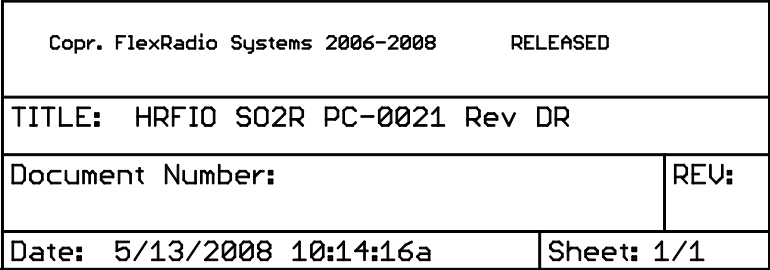 Copr. FlexRadio Systems 2006-2008 RELEASED
TITLE: HRFIO SO2R PC-0021 Rev DR
Document Number: REV:
Date: 5/13/2008 10:14:16a Sheet: 1/1